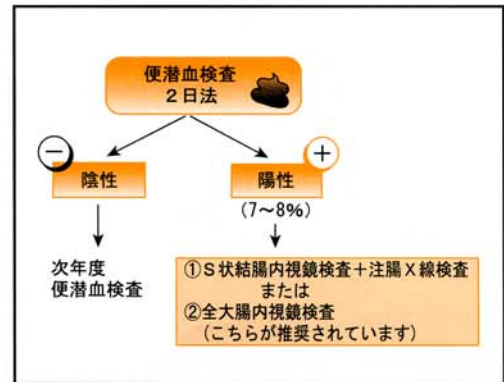 便潜血検査
2日法
−
陰性
＋
陽性
(7〜8%)
次年度
便潜血検査
①S状結腸内視鏡検査＋注腸X線検査
または
②全大腸内視鏡検査
(こちらが推奨されています)